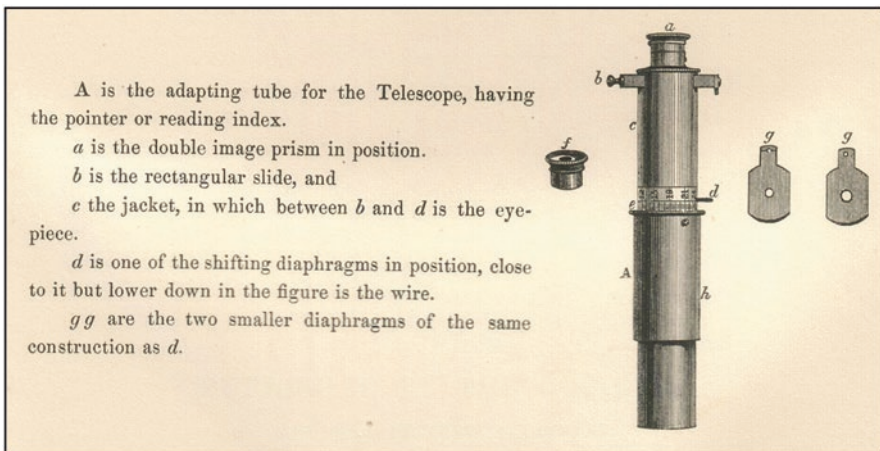 A is the adapting tube for the Telescope, having
the pointer or reading index.
a is the double image prism in position.
b is the rectangular slide, and
c the jacket, in which between b and d is the eye-
piece.
d is one of the shifting diaphragms in position, close
to it but lower down in the figure is the wire.
g g are the two smaller diaphragms of the same
construction as d.
a
b
c
f
g
g
d
e
A
h